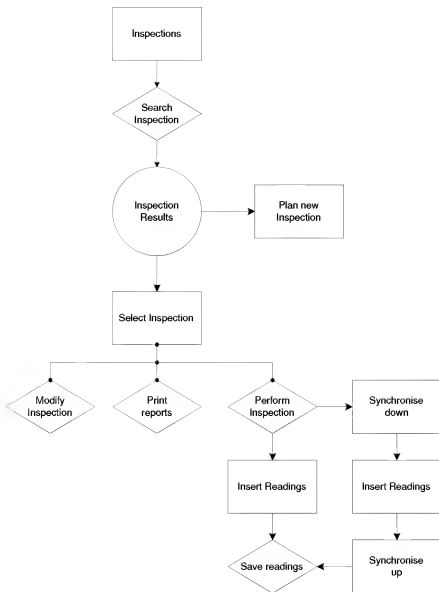 Inspections
Search
Inspection
Inspection
Results
Plan new
Inspection
Select Inspection
Modify
Inspection
Print
reports
Perform
Inspection
Synchronise
down
Insert Readings
Insert Readings
Save readings
Synchronise
up